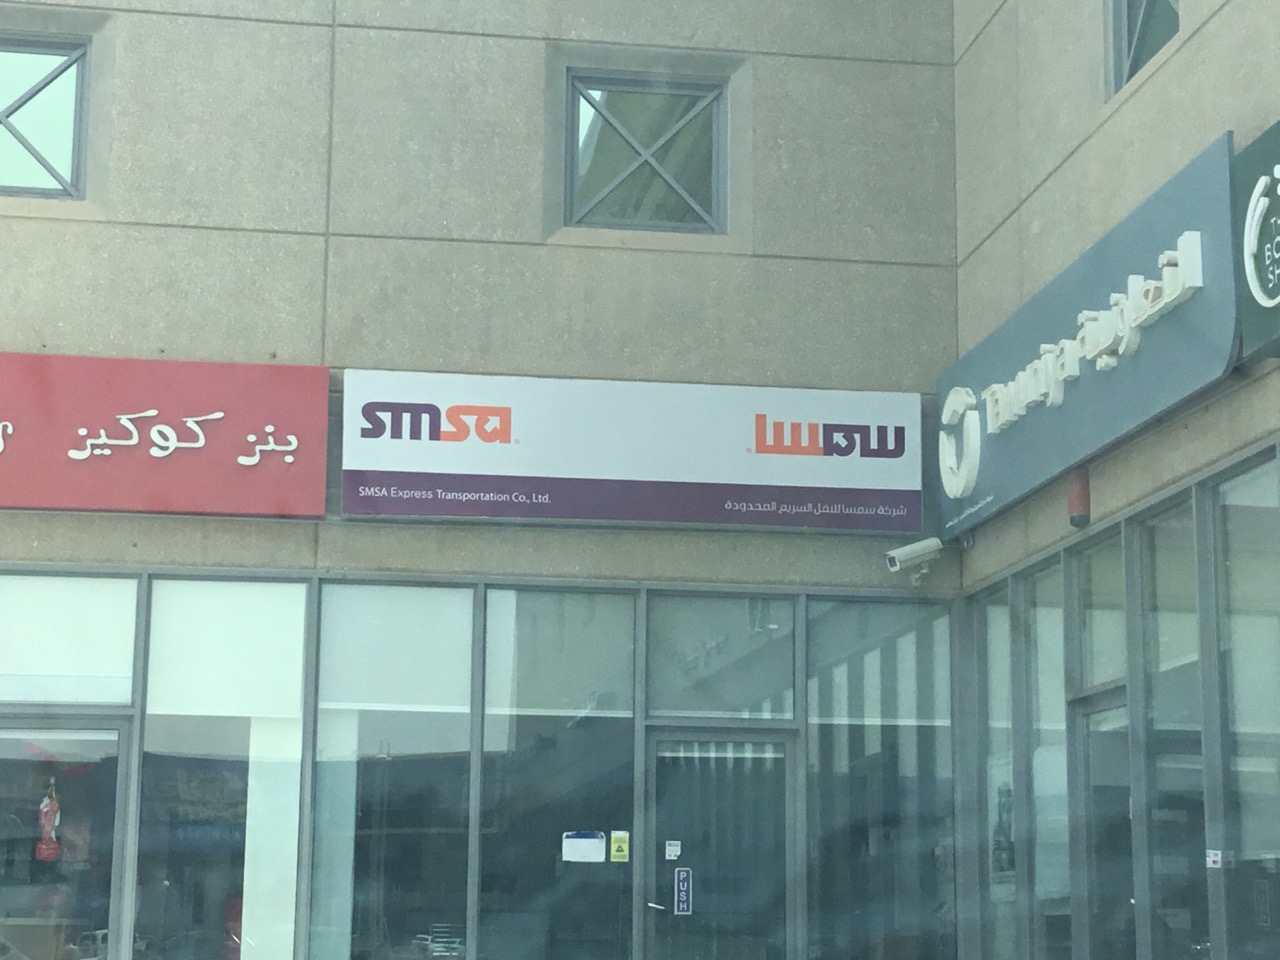 بنز كوكيز
smsa
سمسا
SMSA Express Transportation Co., Ltd.
شركة سمسا للنقل السريع المحدودة
Tawuniya التعاونية
PUSH